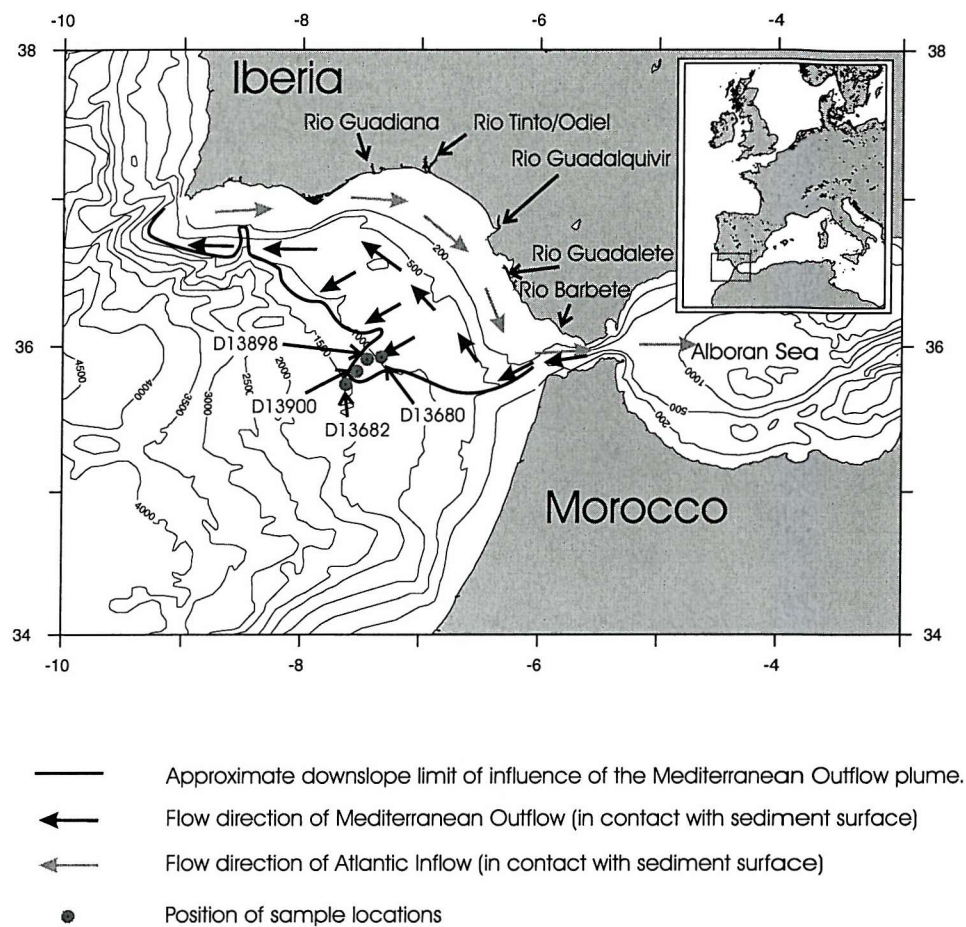 -10 -8 -6 -4
38 38
Iberia
Rio Guadiana
Rio Tinto/Odiel
Rio Guadalquivir
200
Rio Guadalete
500
Rio Barbete
36 36
D13898
1000
1500
Alboran Sea
1000
4500
4000
3500
3000
2500
2000
D13900
D13680
500
200
D13682
4000
Morocco
34 34
-10 -8 -6 -4
Approximate downslope limit of influence of the Mediterranean Outflow plume.
Flow direction of Mediterranean Outflow (in contact with sediment surface)
Flow direction of Atlantic Inflow (in contact with sediment surface)
Position of sample locations